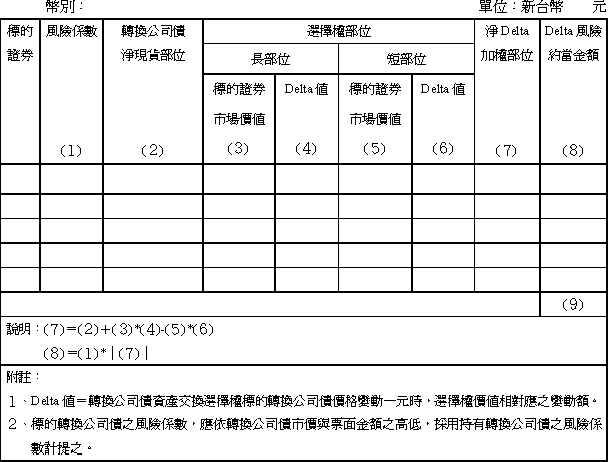 幣別： 單位：新台幣 元
標的證券 風險係數 轉換公司債淨現貨部位 選擇權部位 淨Delta加權部位 Delta風險約當金額
長部位 短部位
標的證券市場價值 Delta值 標的證券市場價值 Delta值
(1) (2) (3) (4) (5) (6) (7) (8)
(9)
說明：(7)=(2)+(3)*(4)-(5)*(6)
(8)=(1)*|(7)|
附註：
１、Delta值＝轉換公司債資產交換選擇權標的轉換公司債價格變動一元時，選擇權價值相對應之變動額。
２、標的轉換公司債之風險係數，應依轉換公司債市價與票面金額之高低，採用持有轉換公司債之風險係
數計提之。